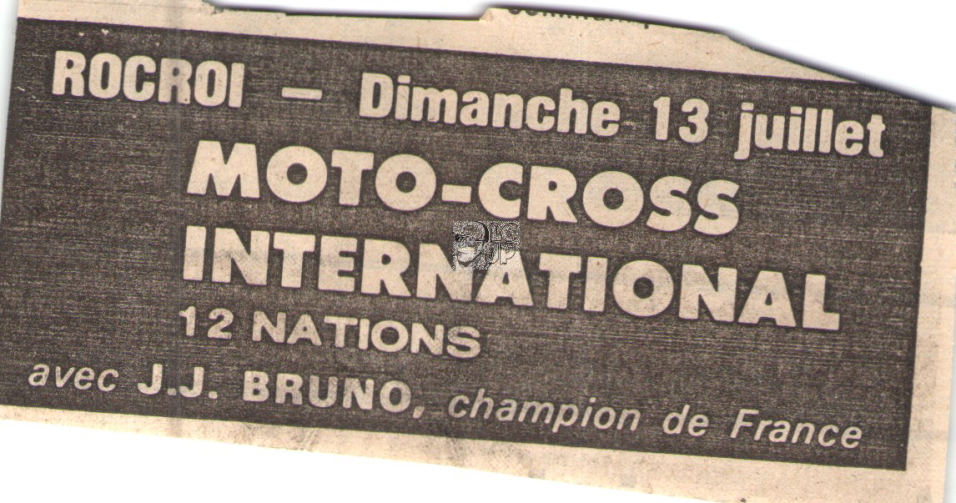 ROCROI — Dimanche 13 juillet
MOTO-CROSS
INTERNATIONAL
12 NATIONS
avec J.J. BRUNO, champion de France